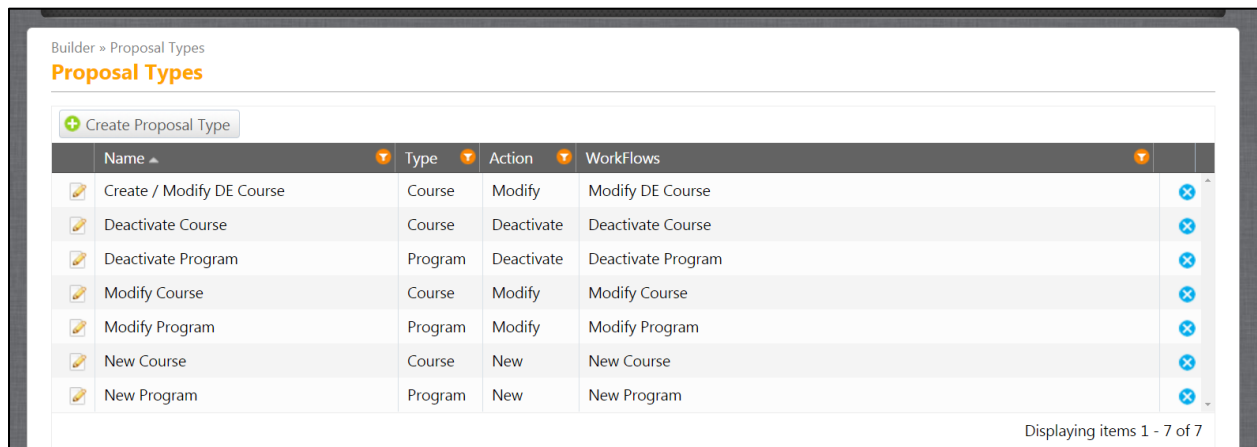 Builder » Proposal Types
Proposal Types
Create Proposal Type
Name Type Action WorkFlows
Create / Modify DE Course Course Modify Modify DE Course
Deactivate Course Course Deactivate Deactivate Course
Deactivate Program Program Deactivate Deactivate Program
Modify Course Course Modify Modify Course
Modify Program Program Modify Modify Program
New Course Course New New Course
New Program Program New New Program
Displaying items 1 - 7 of 7